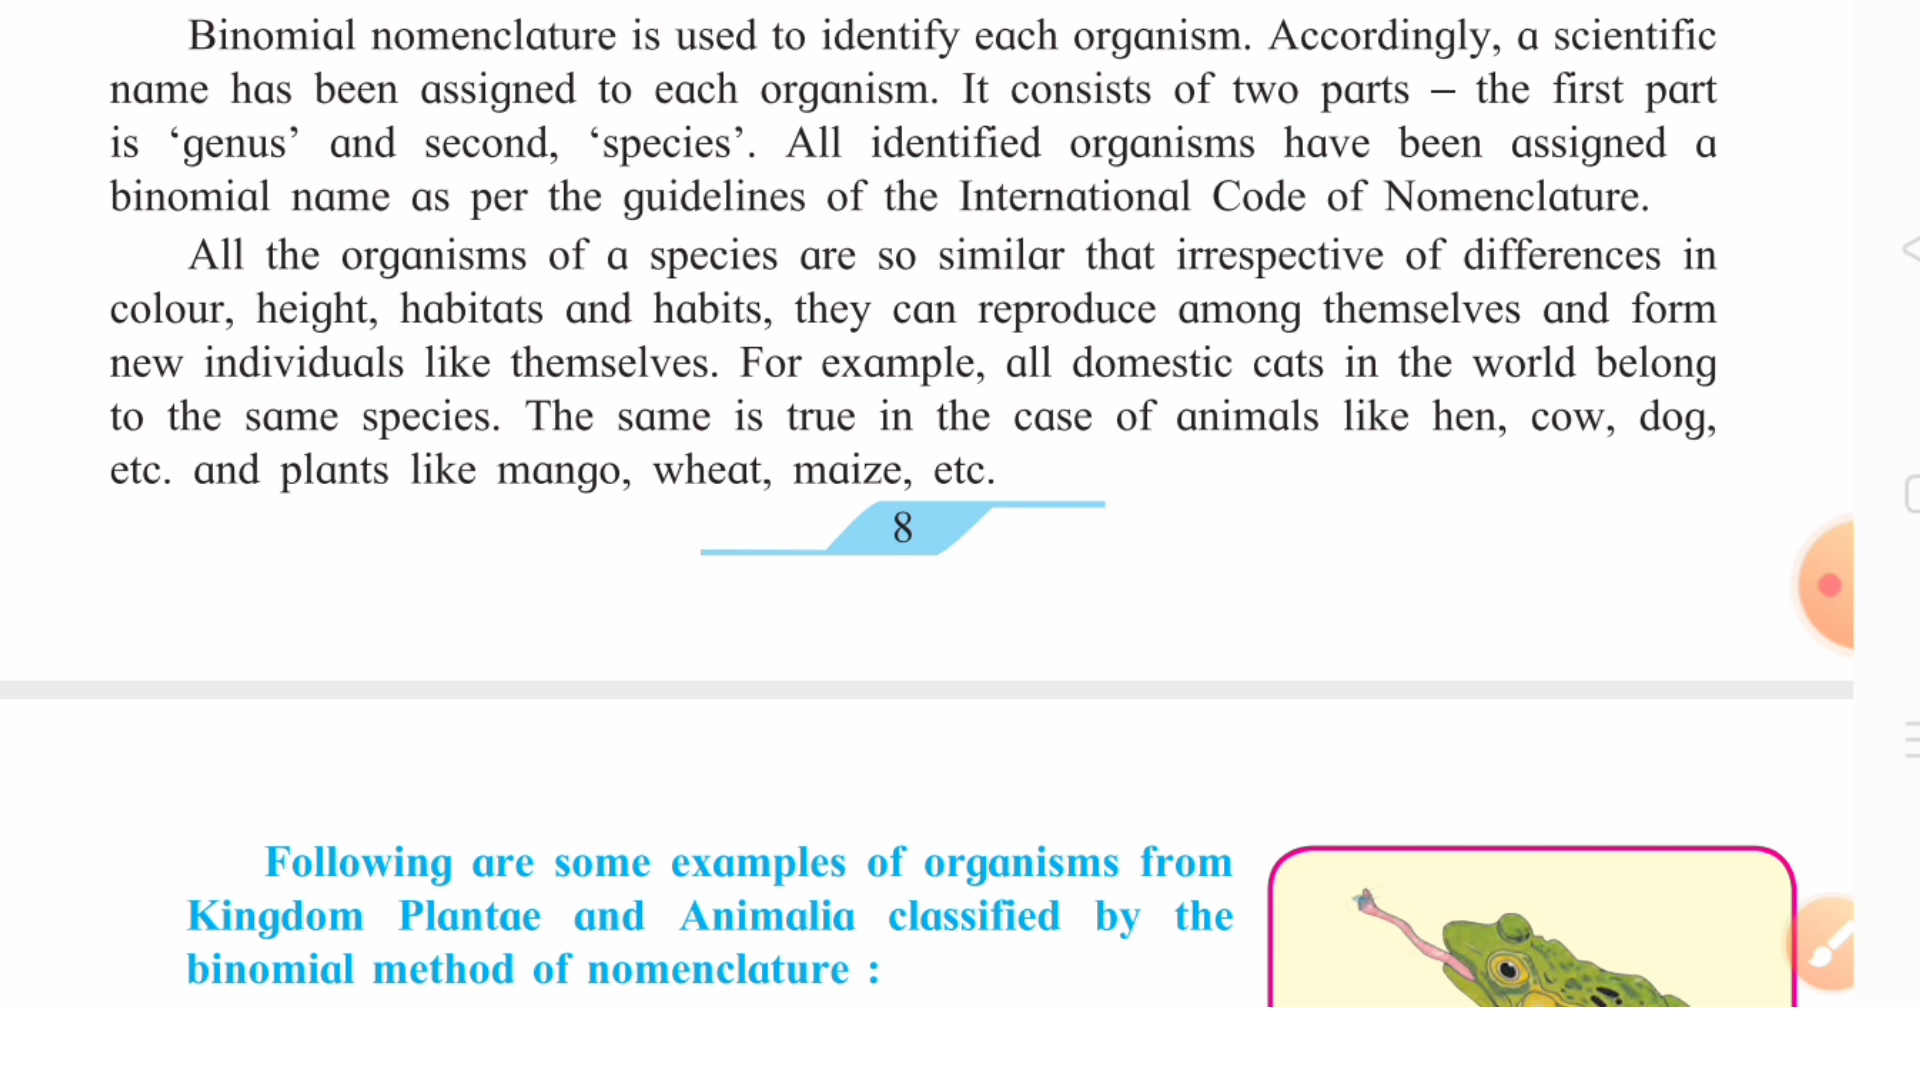 Binomial nomenclature is used to identify each organism. Accordingly, a scientific
name has been assigned to each organism. It consists of two parts – the first part
is ‘genus’ and second, ‘species’. All identified organisms have been assigned a
binomial name as per the guidelines of the International Code of Nomenclature.
All the organisms of a species are so similar that irrespective of differences in
colour, height, habitats and habits, they can reproduce among themselves and form
new individuals like themselves. For example, all domestic cats in the world belong
to the same species. The same is true in the case of animals like hen, cow, dog,
etc. and plants like mango, wheat, maize, etc.
8
Following are some examples of organisms from
Kingdom Plantae and Animalia classified by the
binomial method of nomenclature :